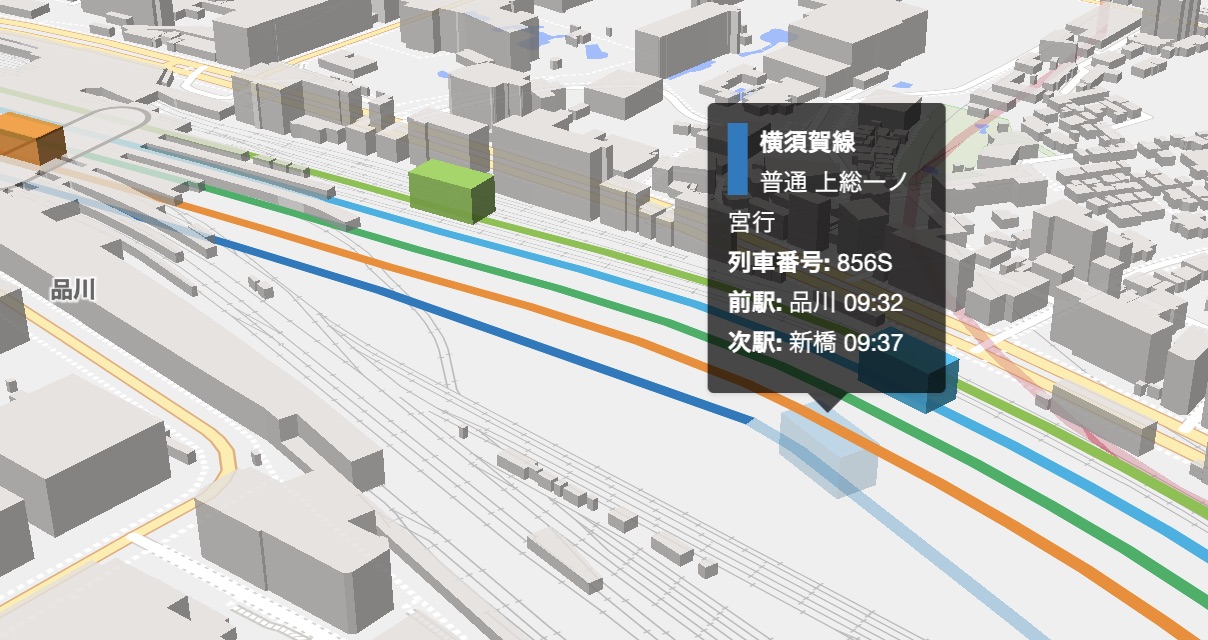 横須賀線
普通 上総一ノ
宮行
列車番号: 856S
前駅: 品川 09:32
次駅: 新橋 09:37
品川